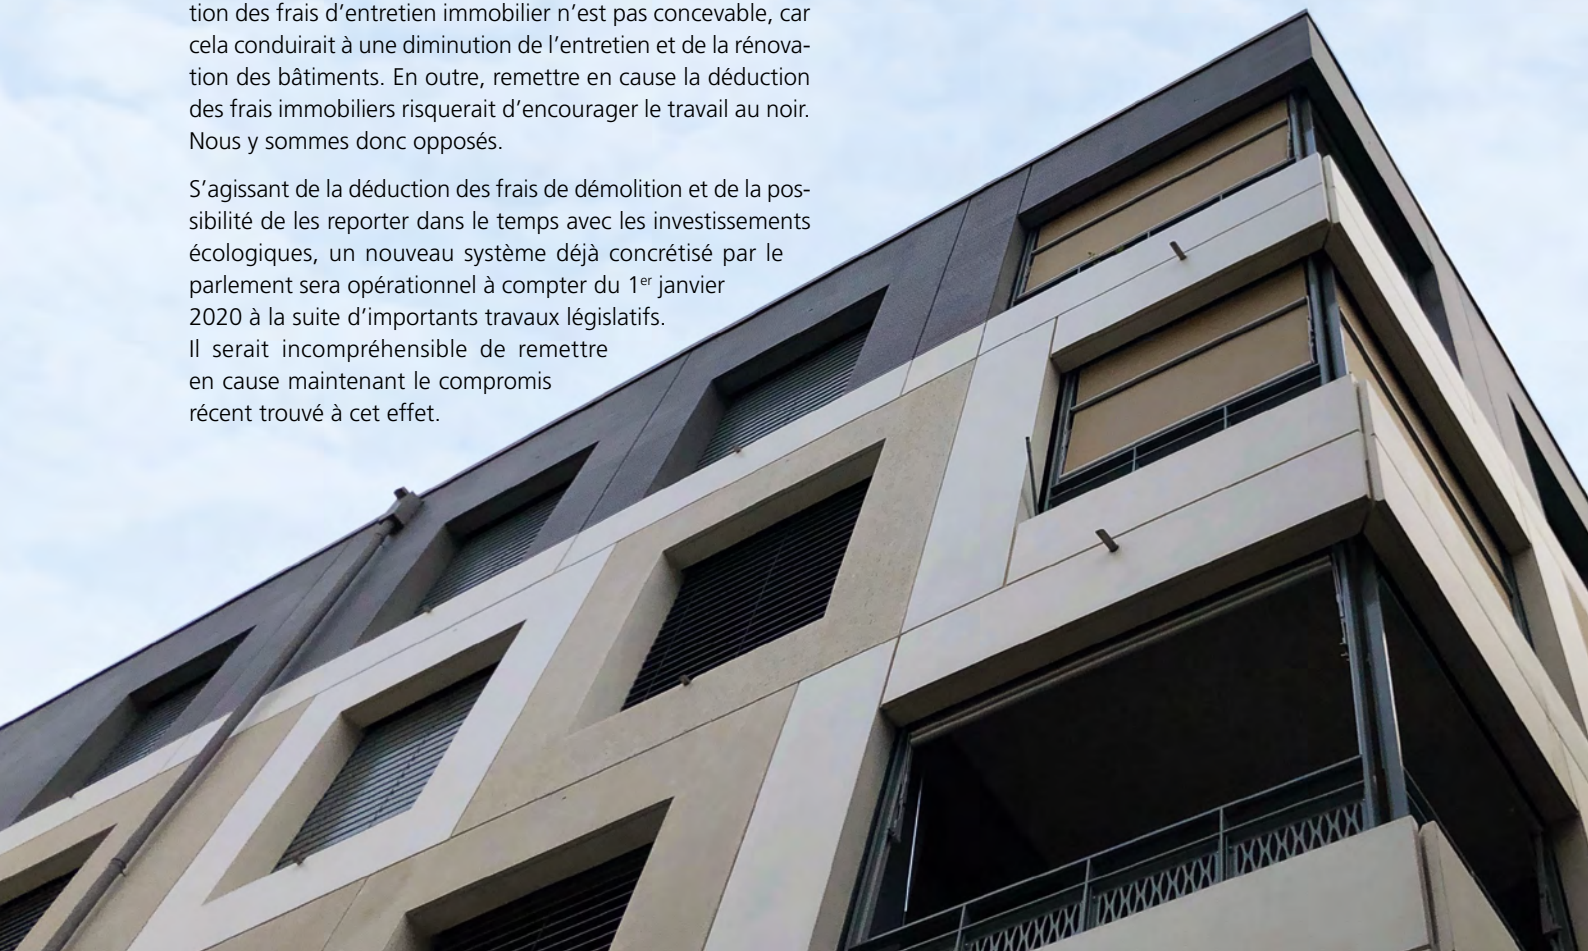 tion des frais d’entretien immobilier n’est pas concevable, car
cela conduirait à une diminution de l’entretien et de la rénova-
tion des bâtiments. En outre, remettre en cause la déduction
des frais immobiliers risquerait d’encourager le travail au noir.
Nous y sommes donc opposés.
S’agissant de la déduction des frais de démolition et de la pos-
sibilité de les reporter dans le temps avec les investissements
écologiques, un nouveau système déjà concrétisé par le
parlement sera opérationnel à compter du 1er janvier
2020 à la suite d’importants travaux législatifs.
Il serait incompréhensible de remettre
en cause maintenant le compromis
récent trouvé à cet effet.